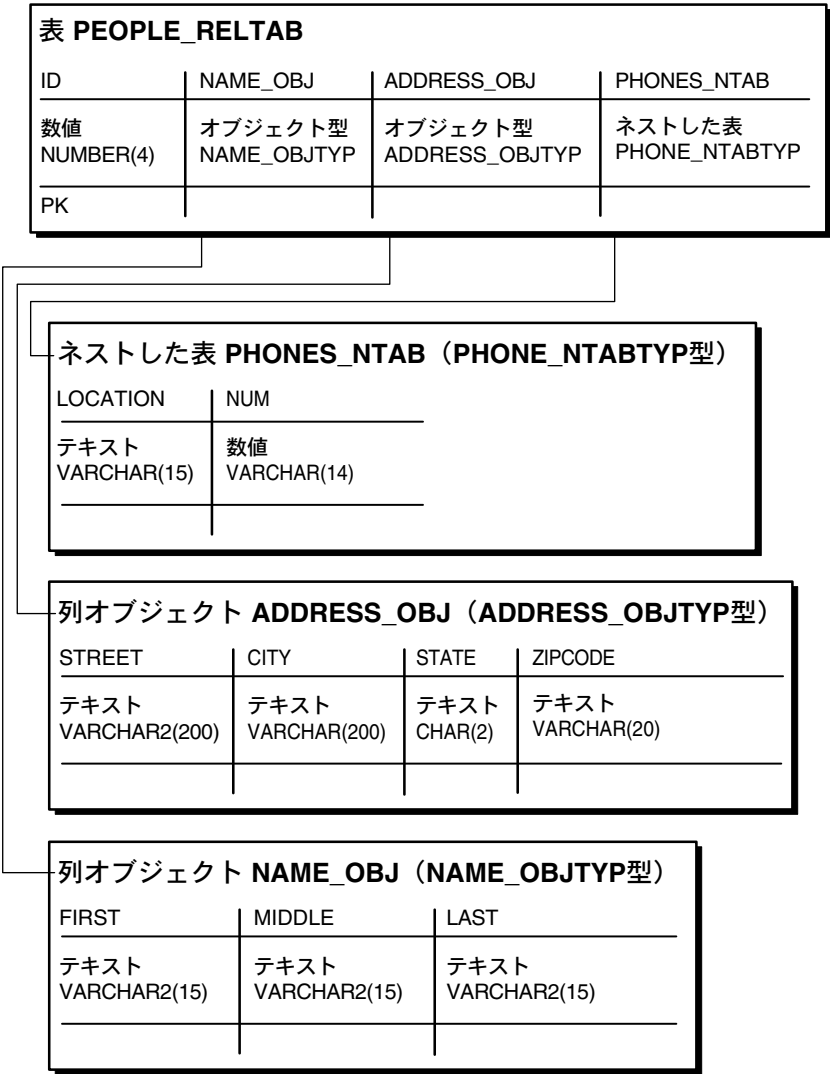 表 PEOPLE_RELTAB
ID NAME_OBJ ADDRESS_OBJ PHONES_NTAB
数値 オブジェクト型 オブジェクト型 ネストした表
NUMBER(4) NAME_OBJTYP ADDRESS_OBJTYP PHONE_NTABTYP
PK
ネストした表 PHONES_NTAB（PHONE_NTABTYP型）
LOCATION NUM
テキスト 数値
VARCHAR(15) VARCHAR(14)
列オブジェクト ADDRESS_OBJ（ADDRESS_OBJTYP型）
STREET CITY STATE ZIPCODE
テキスト テキスト テキスト テキスト
VARCHAR2(200) VARCHAR(200) CHAR(2) VARCHAR(20)
列オブジェクト NAME_OBJ（NAME_OBJTYP型）
FIRST MIDDLE LAST
テキスト テキスト テキスト
VARCHAR2(15) VARCHAR2(15) VARCHAR2(15)